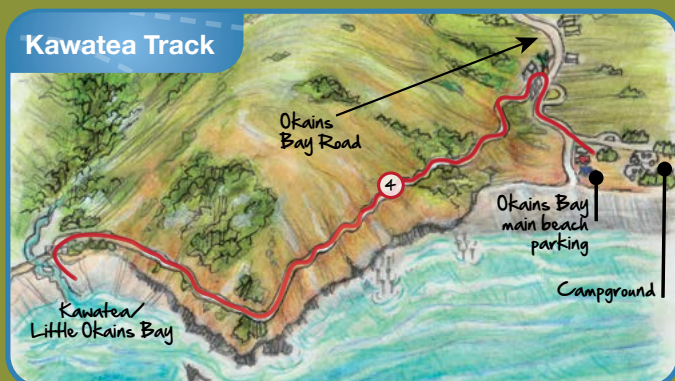 Kawatea Track
Okains
Bay Road
4
Okains Bay
main beach
parking
Campground
Kawatea/
Little Okains Bay